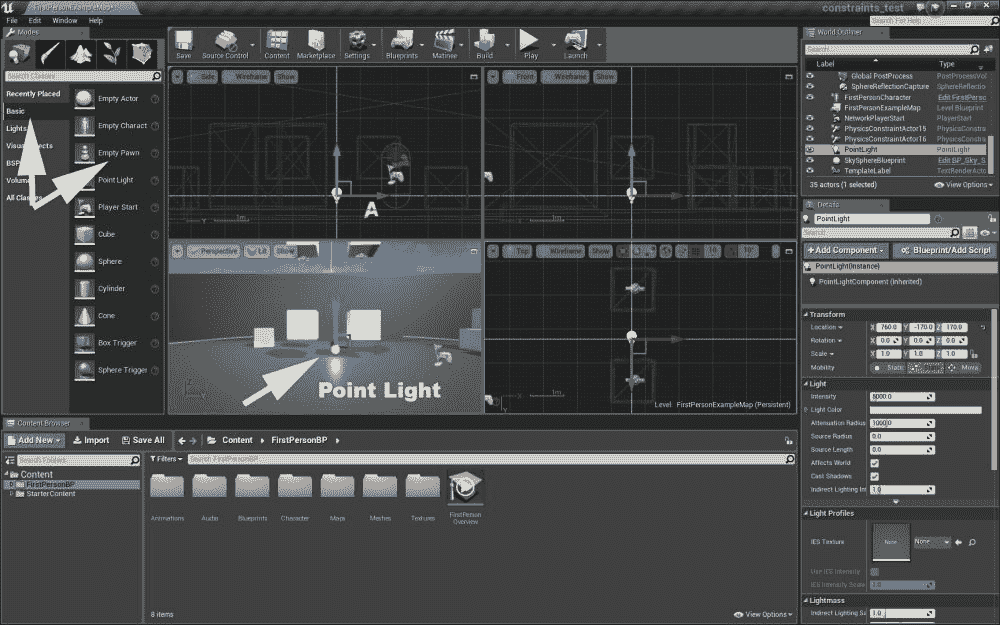 FirstPersonExampleMap*
constraints_test
File Edit Window Help
Search For Help
Modes
Search Classes
Recently Placed
Basic
Lights
All Classes
Empty Actor
Empty Charact
Empty Pawn
Point Light
Player Start
Cube
Sphere
Cylinder
Cone
Box Trigger
Sphere Trigger
Save Source Control Content Marketplace Settings Blueprints Matinee Build Play Launch
Side Wireframe Show
Front Wireframe Show
A
1m
1m
Perspective Lit Show
Top Wireframe Show 10 10°
Point Light
Level: FirstPersonExampleMap (Persistent)
World Outliner
Search...
Label Type
Global PostProcess PostProcessVol
SphereReflectionCapture SphereReflectio
FirstPersonCharacter Edit FirstPerso
FirstPersonExampleMap Level Blueprint
NetworkPlayerStart PlayerStart
PhysicsConstraintActor15 PhysicsConstra
PhysicsConstraintActor16 PhysicsConstra
PointLight PointLight
SkySphereBlueprint Edit BP_Sky_S
TemplateLabel TextRenderActo
35 actors (1 selected) View Options
Details
PointLight
Search
+Add Component Blueprint/Add Script
PointLight(Instance)
PointLightComponent (Inherited)
Transform
Location X 760.0 Y -170.0 Z 170.0
Rotation X 0.0 Y 0.0 Z 0.0
Scale X 1.0 Y 1.0 Z 1.0
Mobility Static Mova
Light
Intensity 5000.0
Light Color
Attenuation Radius 1000.0
Source Radius 0.0
Source Length 0.0
Affects World
Cast Shadows
Indirect Lighting In 1.0
Light Profiles
IES Texture None None
Use IES Intensity
IES Intensity Scale 1.0
Lightmass
Indirect Lighting Sa 1.0
Content Browser
Add New Import Save All Content FirstPersonBP
Search Folders
Filters Search FirstPersonBP
Content
FirstPersonBP
StarterContent
Animations Audio Blueprints Character Maps Meshes Textures FirstPerson
Overview
8 items View Options